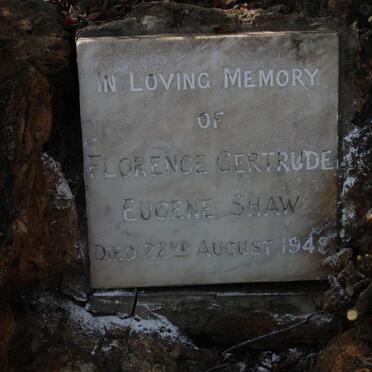 IN LOVING MEMORY
OF
FLORENCE GERTRUDE
EUGENE SHAW
DIED 22ND AUGUST 1949